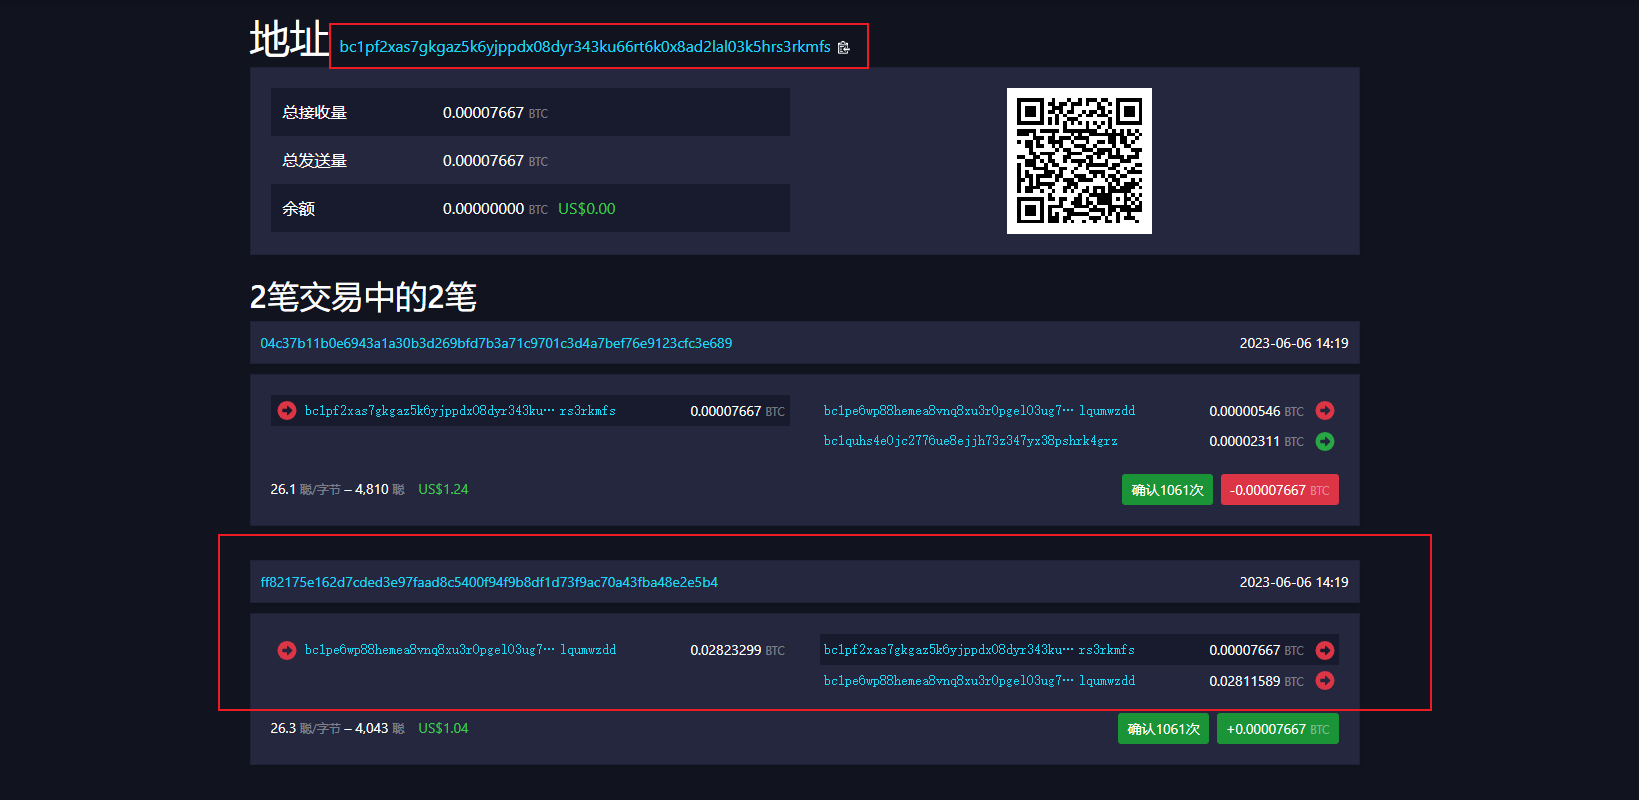 地址 bc1pf2xas7gkgaz5k6yjppdx08dyr343ku66rt6k0x8ad2lal03k5hrs3rkmfs
总接收量 0.00007667 BTC
总发送量 0.00007667 BTC
余额 0.00000000 BTC US$0.00
2笔交易中的2笔
04c37b11b0e6943a1a30b3d269bfd7b3a71c9701c3d4a7bef76e9123cfc3e689 2023-06-06 14:19
bc1pf2xas7gkgaz5k6yjppdx08dyr343ku… rs3rkmfs 0.00007667 BTC bc1pe6wp88hemea8vnq8xu3r0pgel03ug7… lqumwzdd 0.00000546 BTC
bc1quhs4e0jc2776ue8ejjh73z347yx38pshrk4grz 0.00002311 BTC
26.1 聪/字节 – 4,810 聪 US$1.24 确认1061次 -0.00007667 BTC
ff82175e162d7cded3e97faad8c5400f94f9b8df1d73f9ac70a43fba48e2e5b4 2023-06-06 14:19
bc1pe6wp88hemea8vnq8xu3r0pgel03ug7… lqumwzdd 0.02823299 BTC bc1pf2xas7gkgaz5k6yjppdx08dyr343ku… rs3rkmfs 0.00007667 BTC
bc1pe6wp88hemea8vnq8xu3r0pgel03ug7… lqumwzdd 0.02811589 BTC
26.3 聪/字节 – 4,043 聪 US$1.04 确认1061次 +0.00007667 BTC